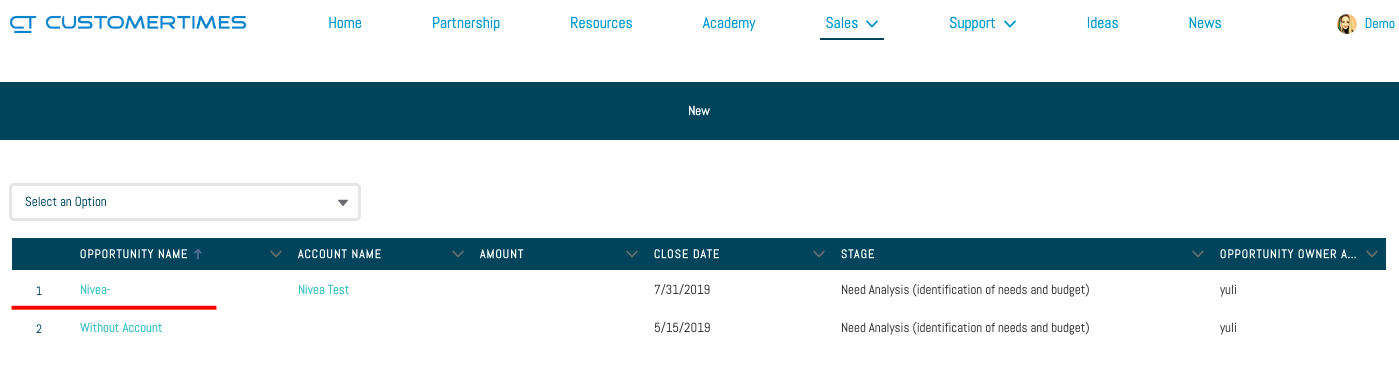 CT CUSTOMERTIMES Home Partnership Resources Academy Sales Support Ideas News Demo
New
Select an Option
OPPORTUNITY NAME ACCOUNT NAME AMOUNT CLOSE DATE STAGE OPPORTUNITY OWNER A...
1 Nivea- Nivea Test 7/31/2019 Need Analysis (identification of needs and budget) yuli
2 Without Account 5/15/2019 Need Analysis (identification of needs and budget) yuli